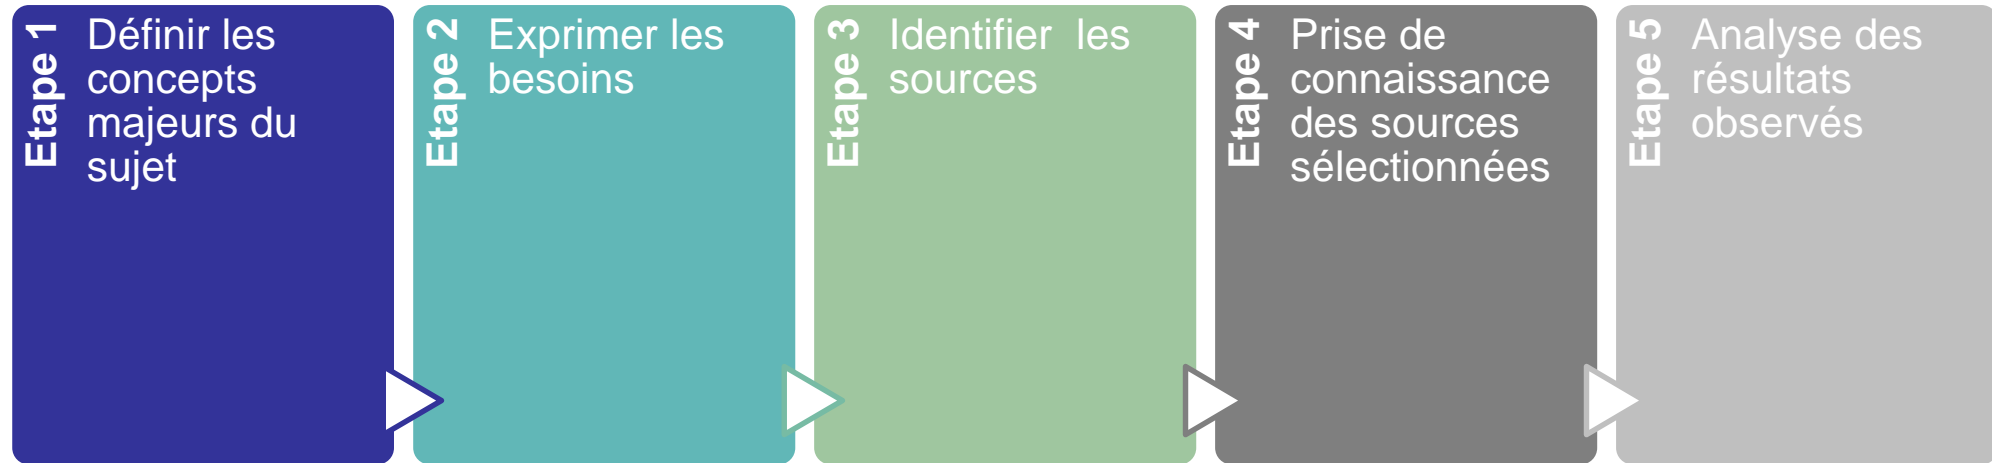 Etape 1
Définir les
concepts
majeurs du
sujet
Etape 2
Exprimer les
besoins
Etape 3
Identifier  les
sources
Etape 4
Prise de
connaissance
des sources
sélectionnées
Etape 5
Analyse des
résultats
observés